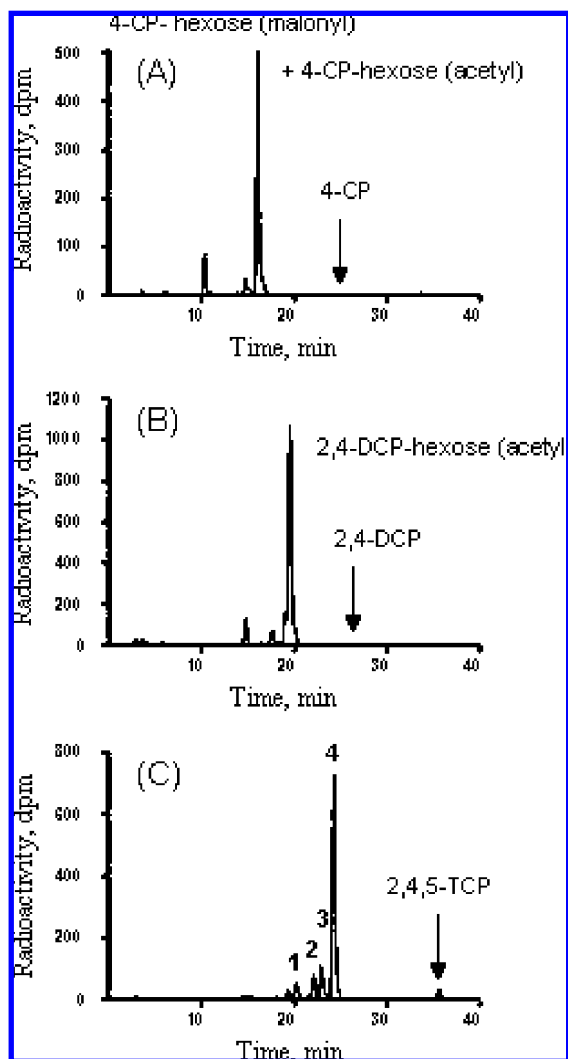 4-CP- hexose (malonyl)
+ 4-CP-hexose (acetyl)
(A)
4-CP
Radioactivity, dpm
500
400
300
200
100
0
10 20 30 40
Time, min
(B)
2,4-DCP-hexose (acetyl
2,4-DCP
Radioactivity, dpm
1200
1000
800
600
400
200
0
10 20 30 40
Time, min
(C)
4
2,4,5-TCP
3
2
1
Radioactivity, dpm
800
600
400
200
0
10 20 30 40
Time, min